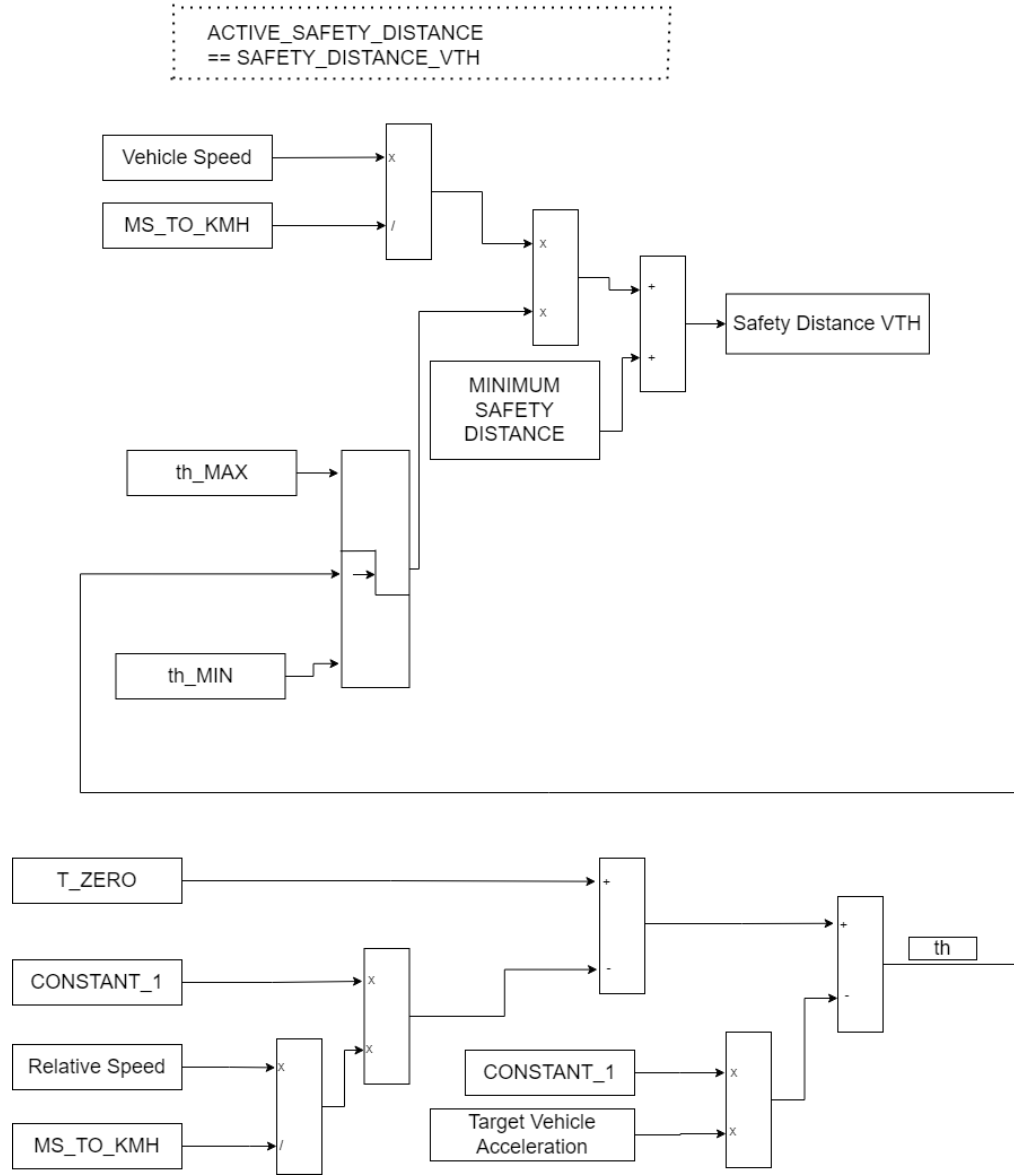 ACTIVE_SAFETY_DISTANCE
== SAFETY_DISTANCE_VTH
Vehicle Speed
x
MS_TO_KMH
/
x
x
+
+
Safety Distance VTH
MINIMUM
SAFETY
DISTANCE
th_MAX
th_MIN
T_ZERO
+
-
+
-
th
CONSTANT_1
x
x
Relative Speed
x
MS_TO_KMH
/
CONSTANT_1
x
Target Vehicle
Acceleration
x